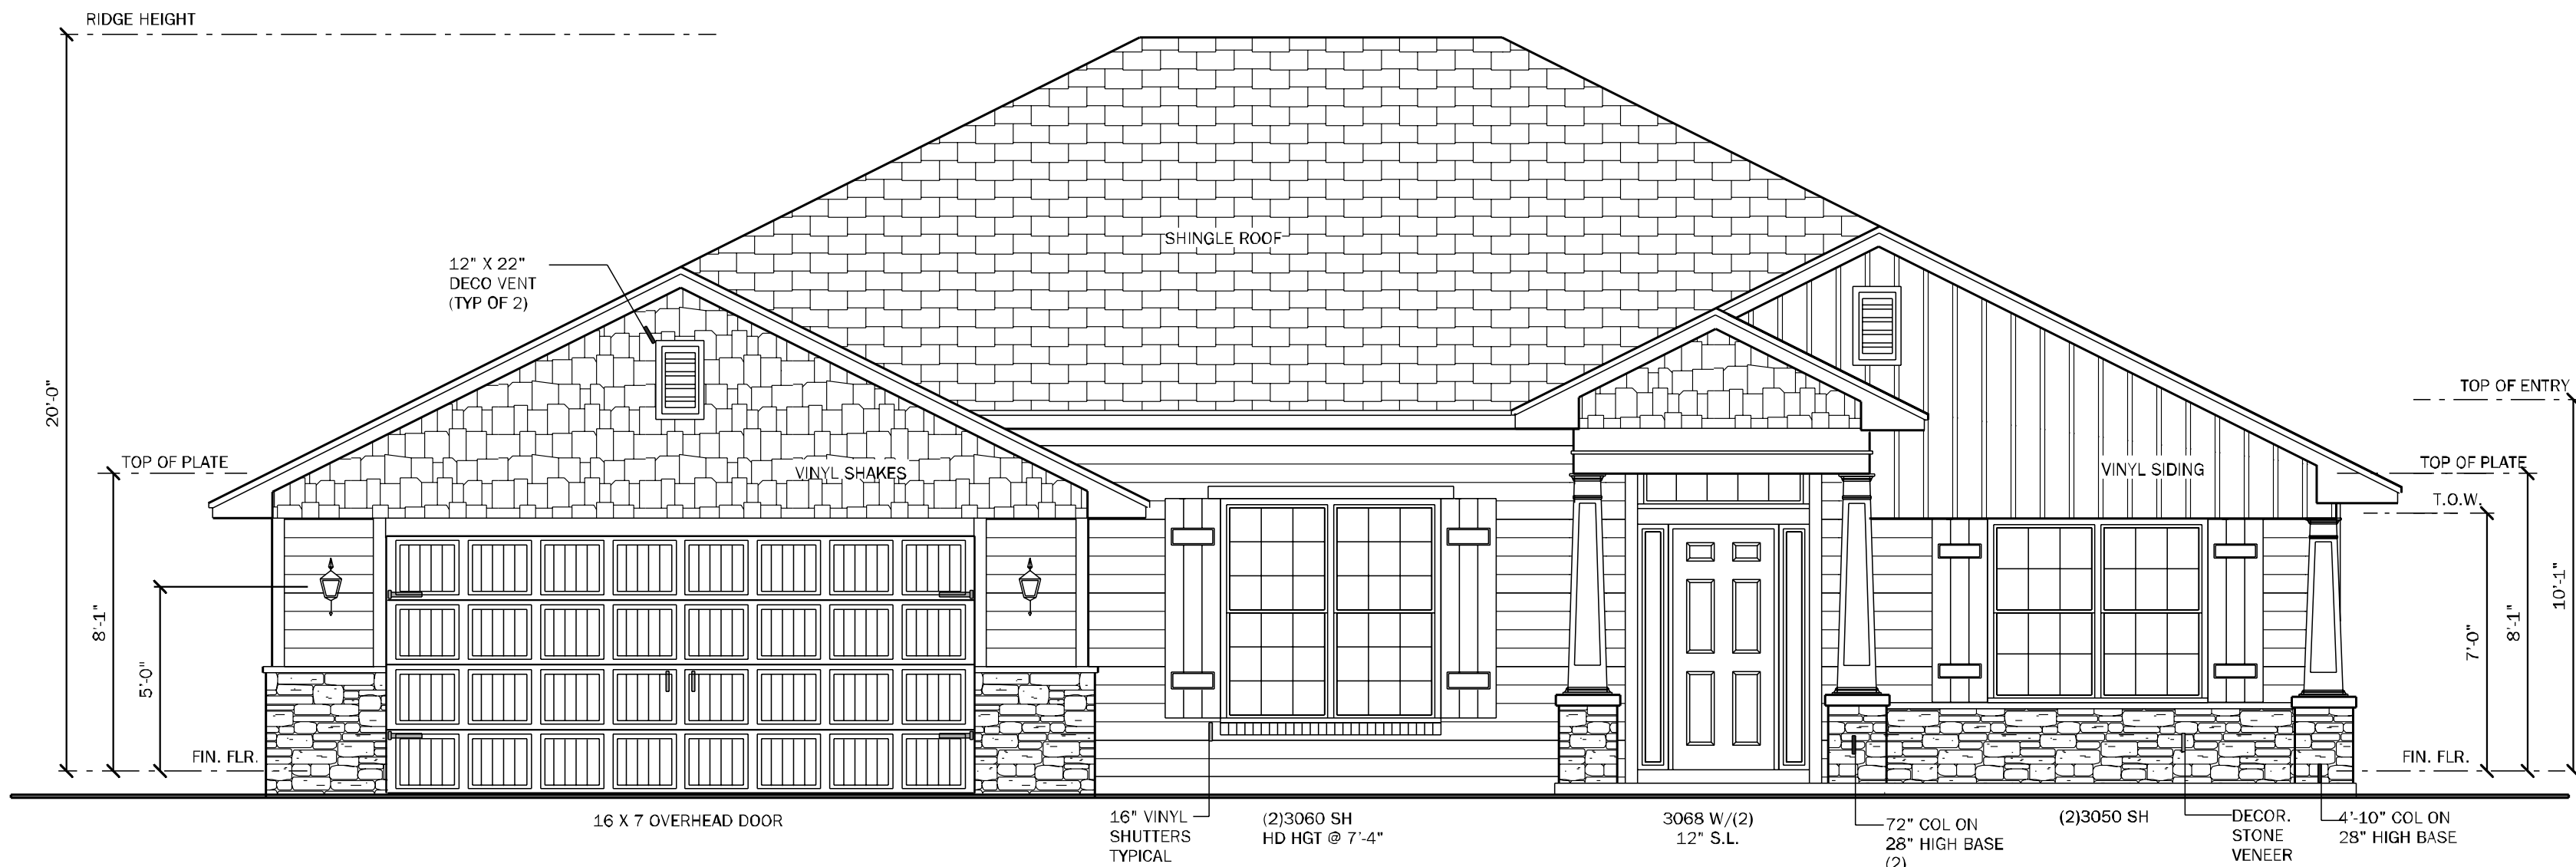 RIDGE HEIGHT
SHINGLE ROOF
12" X 22"
DECO VENT
(TYP OF 2)
20'-0"
TOP OF ENTRY
TOP OF PLATE
VINYL SHAKES
VINYL SIDING
TOP OF PLATE
T.O.W.
8'-1"
5'-0"
7'-0"
8'-1"
10'-1"
FIN. FLR.
FIN. FLR.
16 X 7 OVERHEAD DOOR
16" VINYL
SHUTTERS
TYPICAL
(2)3060 SH
HD HGT @ 7'-4"
3068 W/(2)
12" S.L.
72" COL ON
28" HIGH BASE
(2)
(2)3050 SH
DECOR.
STONE
VENEER
4'-10" COL ON
28" HIGH BASE